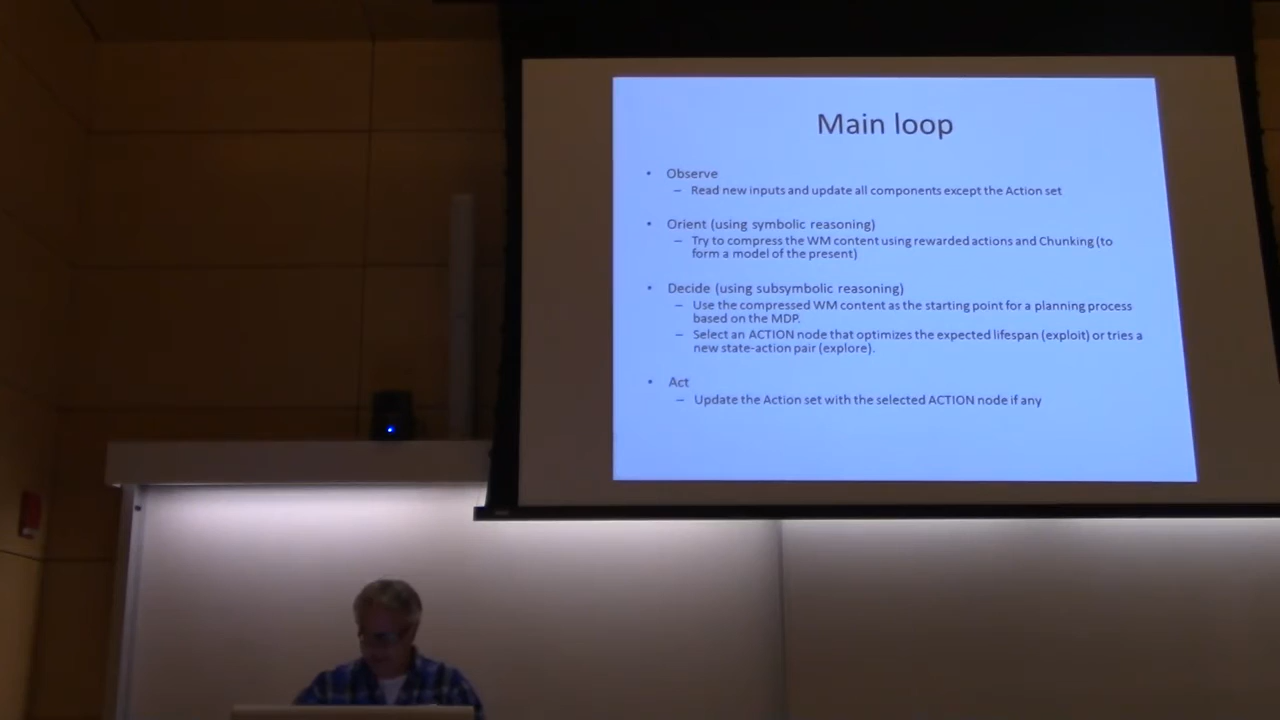 Main loop
• Observe
– Read new inputs and update all components except the Action set
• Orient (using symbolic reasoning)
– Try to compress the WM content using rewarded actions and Chunking (to
form a model of the present)
• Decide (using subsymbolic reasoning)
– Use the compressed WM content as the starting point for a planning process
based on the MDP.
– Select an ACTION node that optimizes the expected lifespan (exploit) or tries a
new state-action pair (explore).
• Act
– Update the Action set with the selected ACTION node if any